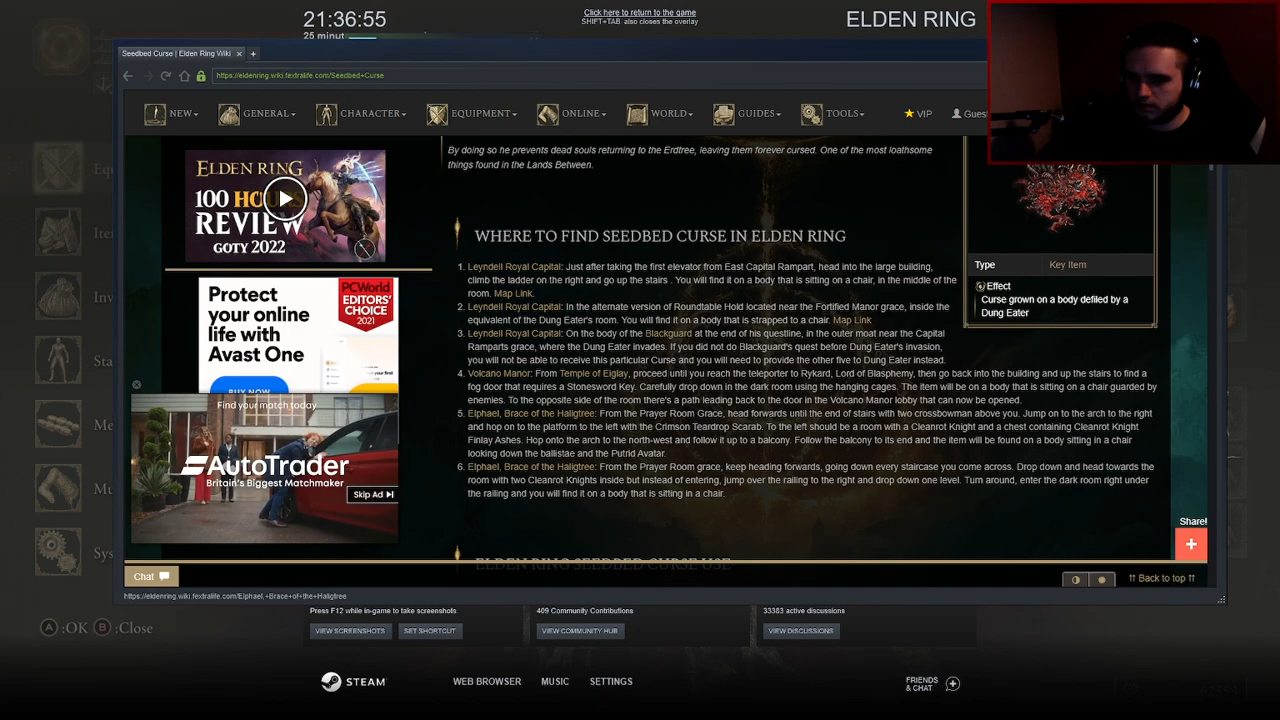 21:36:55
25 minut
Click here to return to the game
SHIFT+TAB also closes the overlay
ELDEN RING
Seedbed Curse | Elden Ring Wiki × +
https://eldenring.wiki.fextralife.com/Seedbed+Curse
NEW GENERAL CHARACTER EQUIPMENT ONLINE WORLD GUIDES TOOLS VIP Guest
By doing so he prevents dead souls returning to the Erdtree, leaving them forever cursed. One of the most loathsome
things found in the Lands Between.
ELDEN RING
100 HO
REVIEW
GOTY 2022
WHERE TO FIND SEEDBED CURSE IN ELDEN RING
1. Leyndell Royal Capital: Just after taking the first elevator from East Capital Rampart, head into the large building,
climb the ladder on the right and go up the stairs . You will find it on a body that is sitting on a chair, in the middle of the
room. Map Link.
2. Leyndell Royal Capital: In the alternate version of Roundtable Hold located near the Fortified Manor grace, inside the
equivalent of the Dung Eater's room. You will find it on a body that is strapped to a chair. Map Link
3. Leyndell Royal Capital: On the body of the Blackguard at the end of his questline, in the outer moat near the Capital
Ramparts grace, where the Dung Eater invades. If you did not do Blackguard's quest before Dung Eater's invasion,
you will not be able to receive this particular Curse and you will need to provide the other five to Dung Eater instead.
4. Volcano Manor: From Temple of Eiglay, proceed until you reach the teleporter to Rykard, Lord of Blasphemy, then go back into the building and up the stairs to find a
fog door that requires a Stonesword Key. Carefully drop down in the dark room using the hanging cages. The item will be on a body that is sitting on a chair guarded by
enemies. To the opposite side of the room there's a path leading back to the door in the Volcano Manor lobby that can now be opened.
5. Elphael, Brace of the Haligtree: From the Prayer Room Grace, head forwards until the end of stairs with two crossbowman above you. Jump on to the arch to the right
and hop on to the platform to the left with the Crimson Teardrop Scarab. To the left should be a room with a Cleanrot Knight and a chest containing Cleanrot Knight
Finlay Ashes. Hop onto the arch to the north-west and follow it up to a balcony. Follow the balcony to its end and the item will be found on a body sitting in a chair
looking down the ballistae and the Putrid Avatar.
6. Elphael, Brace of the Haligtree: From the Prayer Room grace, keep heading forwards, going down every staircase you come across. Drop down and head towards the
room with two Cleanrot Knights inside but instead of entering, jump over the railing to the right and drop down one level. Turn around, enter the dark room right under
the railing and you will find it on a body that is sitting in a chair.
ELDEN RING SEEDBED CURSE USE
Type Key Item
Effect
Curse grown on a body defiled by a
Dung Eater
Protect
your online
life with
Avast One
PCWorld
EDITORS'
CHOICE
2021
BUY NOW
Find your match today
AutoTrader
Britain's Biggest Matchmaker
Skip Ad
Share!
+
Chat
Back to top
https://eldenring.wiki.fextralife.com/Elphael,+Brace+of+the+Haligtree
Equ
Iter
Inv
Sta
Me
Mu
Sys
A:OK B:Close
Press F12 while in-game to take screenshots
VIEW SCREENSHOTS SET SHORTCUT
409 Community Contributions
VIEW COMMUNITY HUB
33383 active discussions
VIEW DISCUSSIONS
STEAM WEB BROWSER MUSIC SETTINGS
FRIENDS
& CHAT